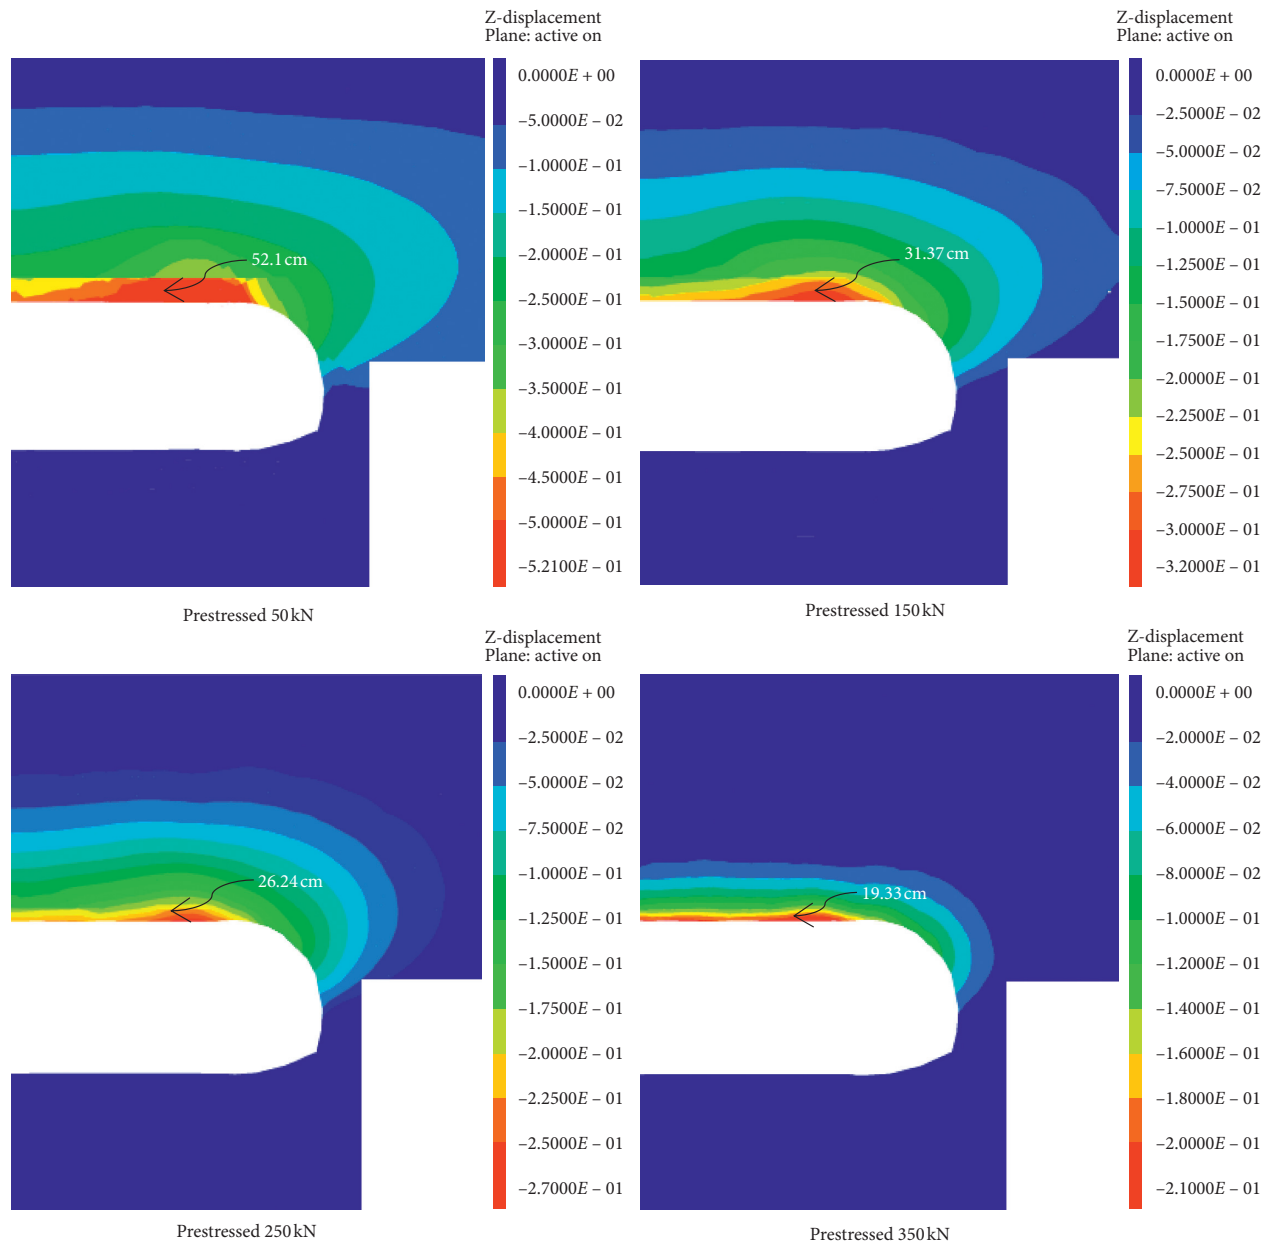 Z-displacement
Plane: active on
0.0000E + 00
–5.0000E – 02
–1.0000E – 01
–1.5000E – 01
–2.0000E – 01
–2.5000E – 01
–3.0000E – 01
–3.5000E – 01
–4.0000E – 01
–4.5000E – 01
–5.0000E – 01
–5.2100E – 01
52.1 cm
Prestressed 50 kN
Z-displacement
Plane: active on
0.0000E + 00
–2.5000E – 02
–5.0000E – 02
–7.5000E – 02
–1.0000E – 01
–1.2500E – 01
–1.5000E – 01
–1.7500E – 01
–2.0000E – 01
–2.2500E – 01
–2.5000E – 01
–2.7500E – 01
–3.0000E – 01
–3.2000E – 01
31.37 cm
Prestressed 150 kN
Z-displacement
Plane: active on
0.0000E + 00
–2.5000E – 02
–5.0000E – 02
–7.5000E – 02
–1.0000E – 01
–1.2500E – 01
–1.5000E – 01
–1.7500E – 01
–2.0000E – 01
–2.2500E – 01
–2.5000E – 01
–2.7000E – 01
26.24 cm
Prestressed 250 kN
Z-displacement
Plane: active on
0.0000E + 00
–2.0000E – 02
–4.0000E – 02
–6.0000E – 02
–8.0000E – 02
–1.0000E – 01
–1.2000E – 01
–1.4000E – 01
–1.6000E – 01
–1.8000E – 01
–2.0000E – 01
–2.1000E – 01
19.33 cm
Prestressed 350 kN